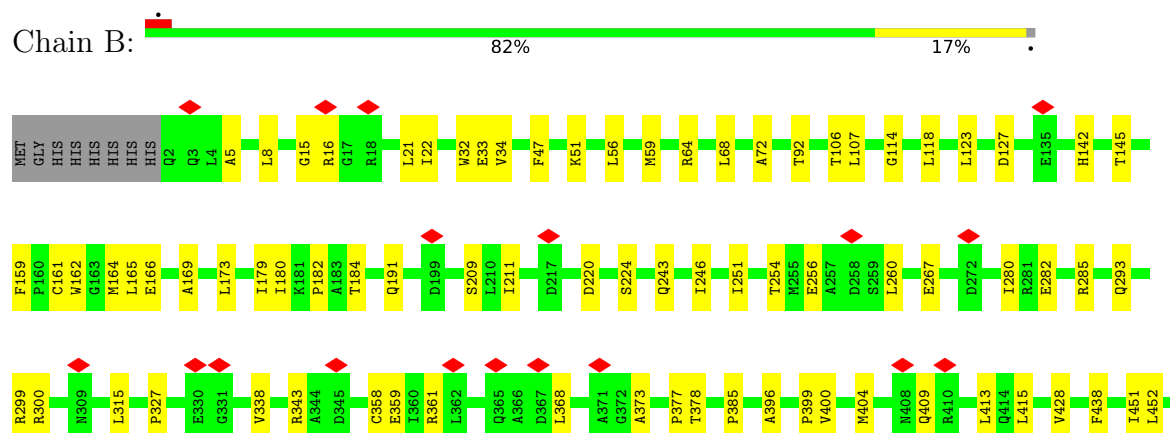 Chain B:
82%
17%
MET GLY HIS HIS HIS HIS HIS HIS Q2 Q3 L4 A5 L8 G15 R16 G17 R18 L21 I22 W32 E33 V34 F47 K51 L56 M59 R64 L68 A72 T92 T106 L107 G114 L118 L123 D127 E135 H142 T145
F159 P160 C161 W162 G163 M164 L165 E166 A169 L173 I179 I180 K181 P182 A183 T184 Q191 D199 S209 L210 I211 D217 D220 S224 Q243 I246 I251 T254 M255 E256 A257 D258 S259 L260 E267 D272 I280 R281 E282 R285 Q293
R299 R300 N309 L315 P327 E330 G331 V338 R343 A344 D345 C358 E359 I360 R361 L362 Q365 A366 D367 L368 A371 G372 A373 P377 T378 P385 A396 P399 V400 M404 N408 Q409 R410 L413 Q414 L415 V428 F438 I451 L452